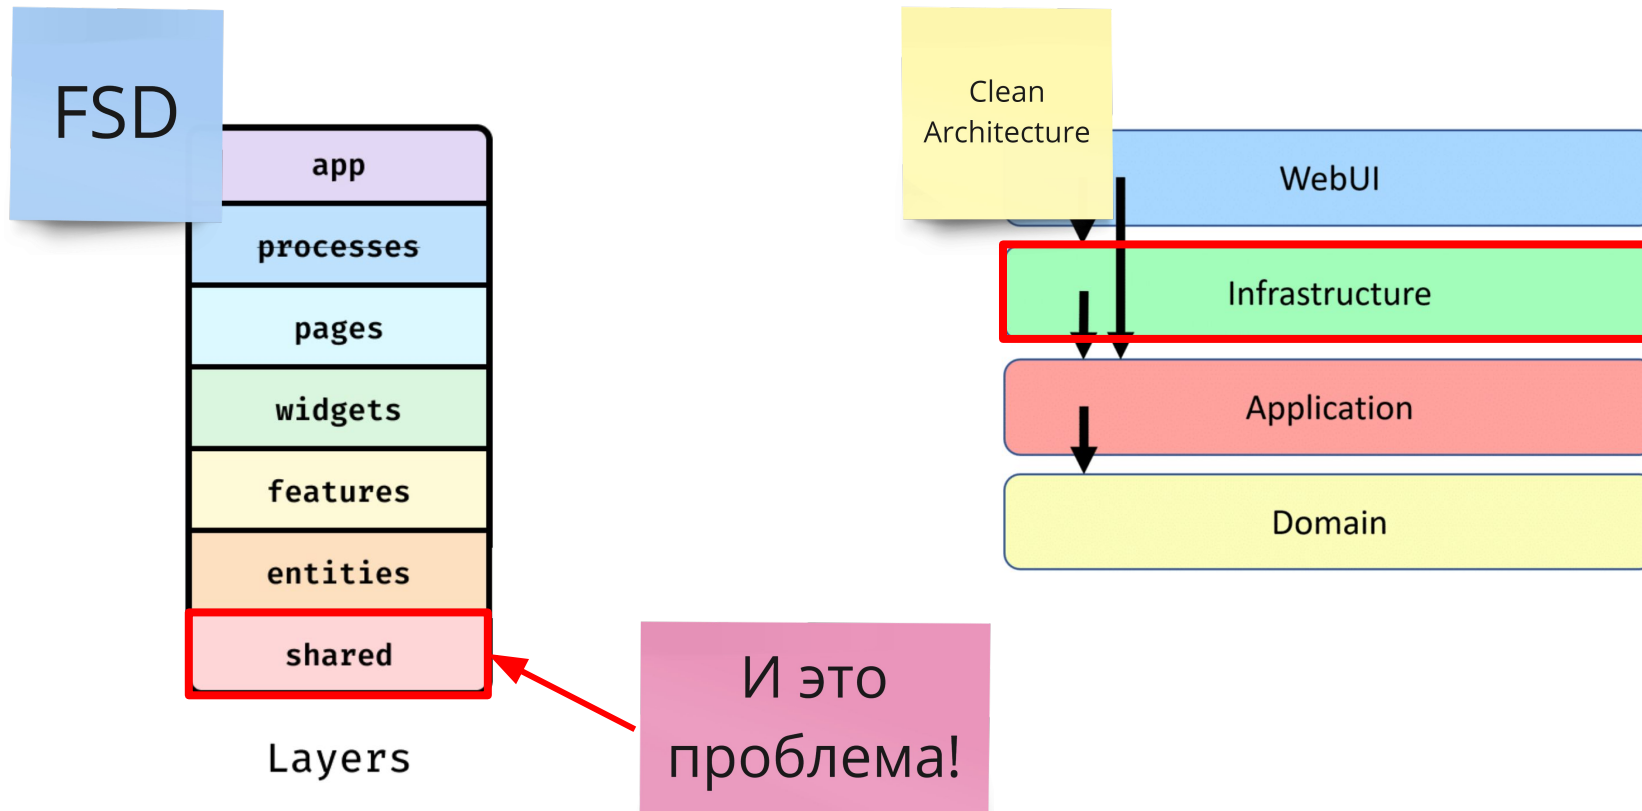 FSD
app
processes
pages
widgets
features
entities
shared
Layers
И это
проблема!
Clean
Architecture
WebUI
Infrastructure
Application
Domain